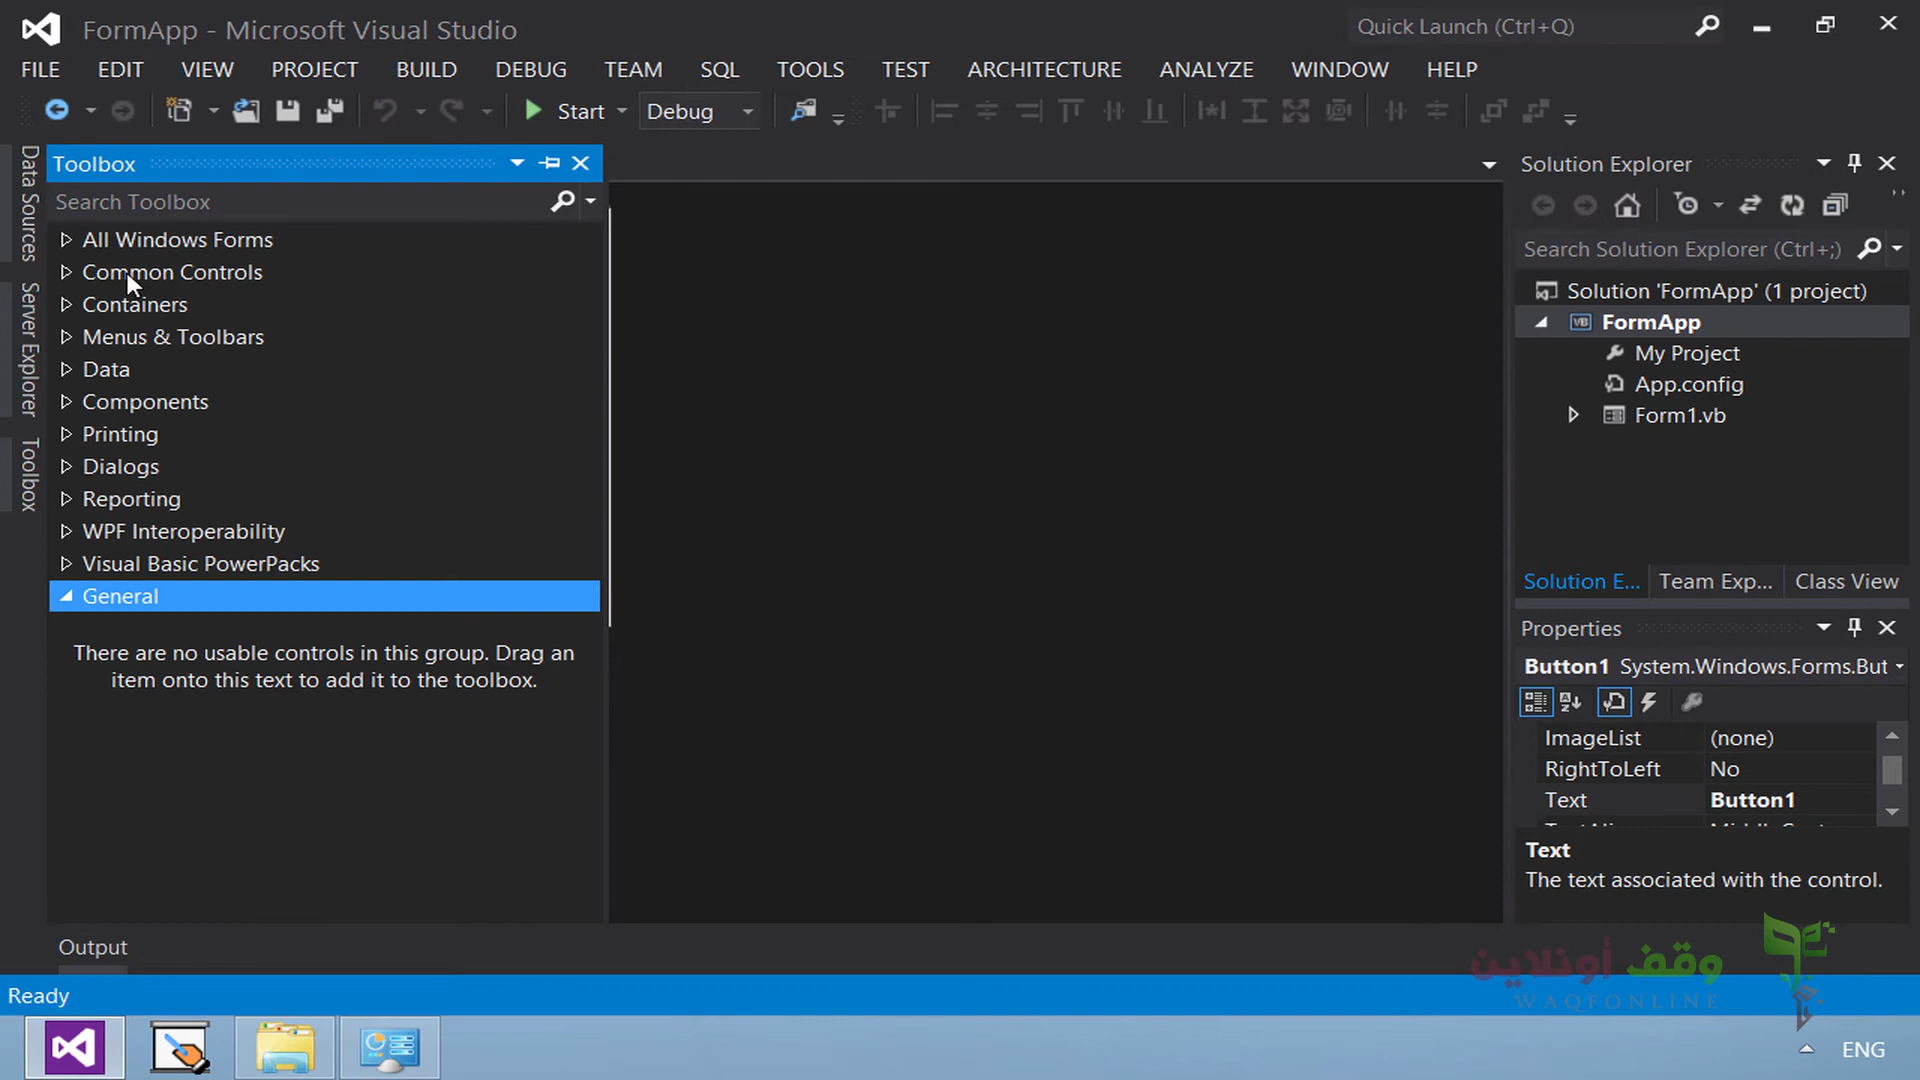 FormApp - Microsoft Visual Studio
Quick Launch (Ctrl+Q)
FILE EDIT VIEW PROJECT BUILD DEBUG TEAM SQL TOOLS TEST ARCHITECTURE ANALYZE WINDOW HELP
Start Debug
Data Sources
Server Explorer
Toolbox
Toolbox
Search Toolbox
All Windows Forms
Common Controls
Containers
Menus & Toolbars
Data
Components
Printing
Dialogs
Reporting
WPF Interoperability
Visual Basic PowerPacks
General
There are no usable controls in this group. Drag an
item onto this text to add it to the toolbox.
Solution Explorer
Search Solution Explorer (Ctrl+;)
Solution 'FormApp' (1 project)
FormApp
My Project
App.config
Form1.vb
Solution E... Team Exp... Class View
Properties
Button1 System.Windows.Forms.But
ImageList (none)
RightToLeft No
Text Button1
Text
The text associated with the control.
Output
وقف أونلاين
WAQFONLINE
Ready
ENG